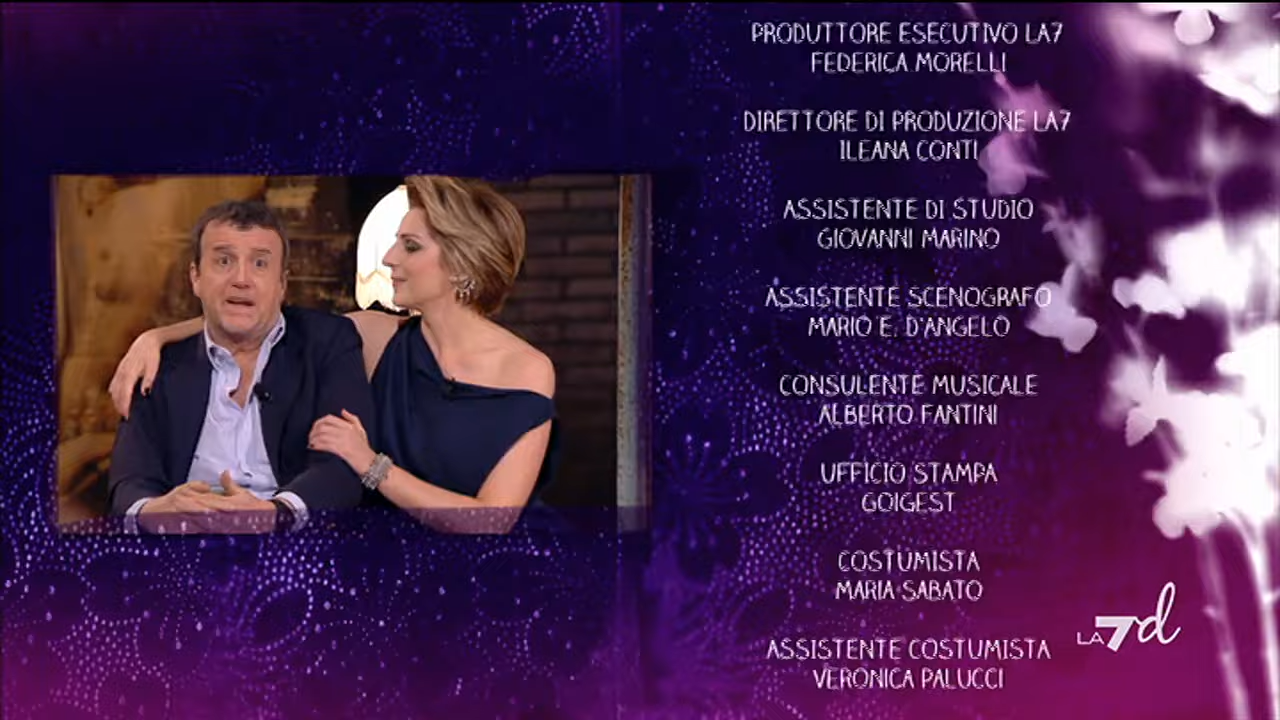 PRODUTTORE ESECUTIVO LA7
FEDERICA MORELLI
DIRETTORE DI PRODUZIONE LA7
ILEANA CONTI
ASSISTENTE DI STUDIO
GIOVANNI MARINO
ASSISTENTE SCENOGRAFO
MARIO E. D'ANGELO
CONSULENTE MUSICALE
ALBERTO FANTINI
UFFICIO STAMPA
GOIGEST
COSTUMISTA
MARIA SABATO
LA7d
ASSISTENTE COSTUMISTA
VERONICA PALUCCI